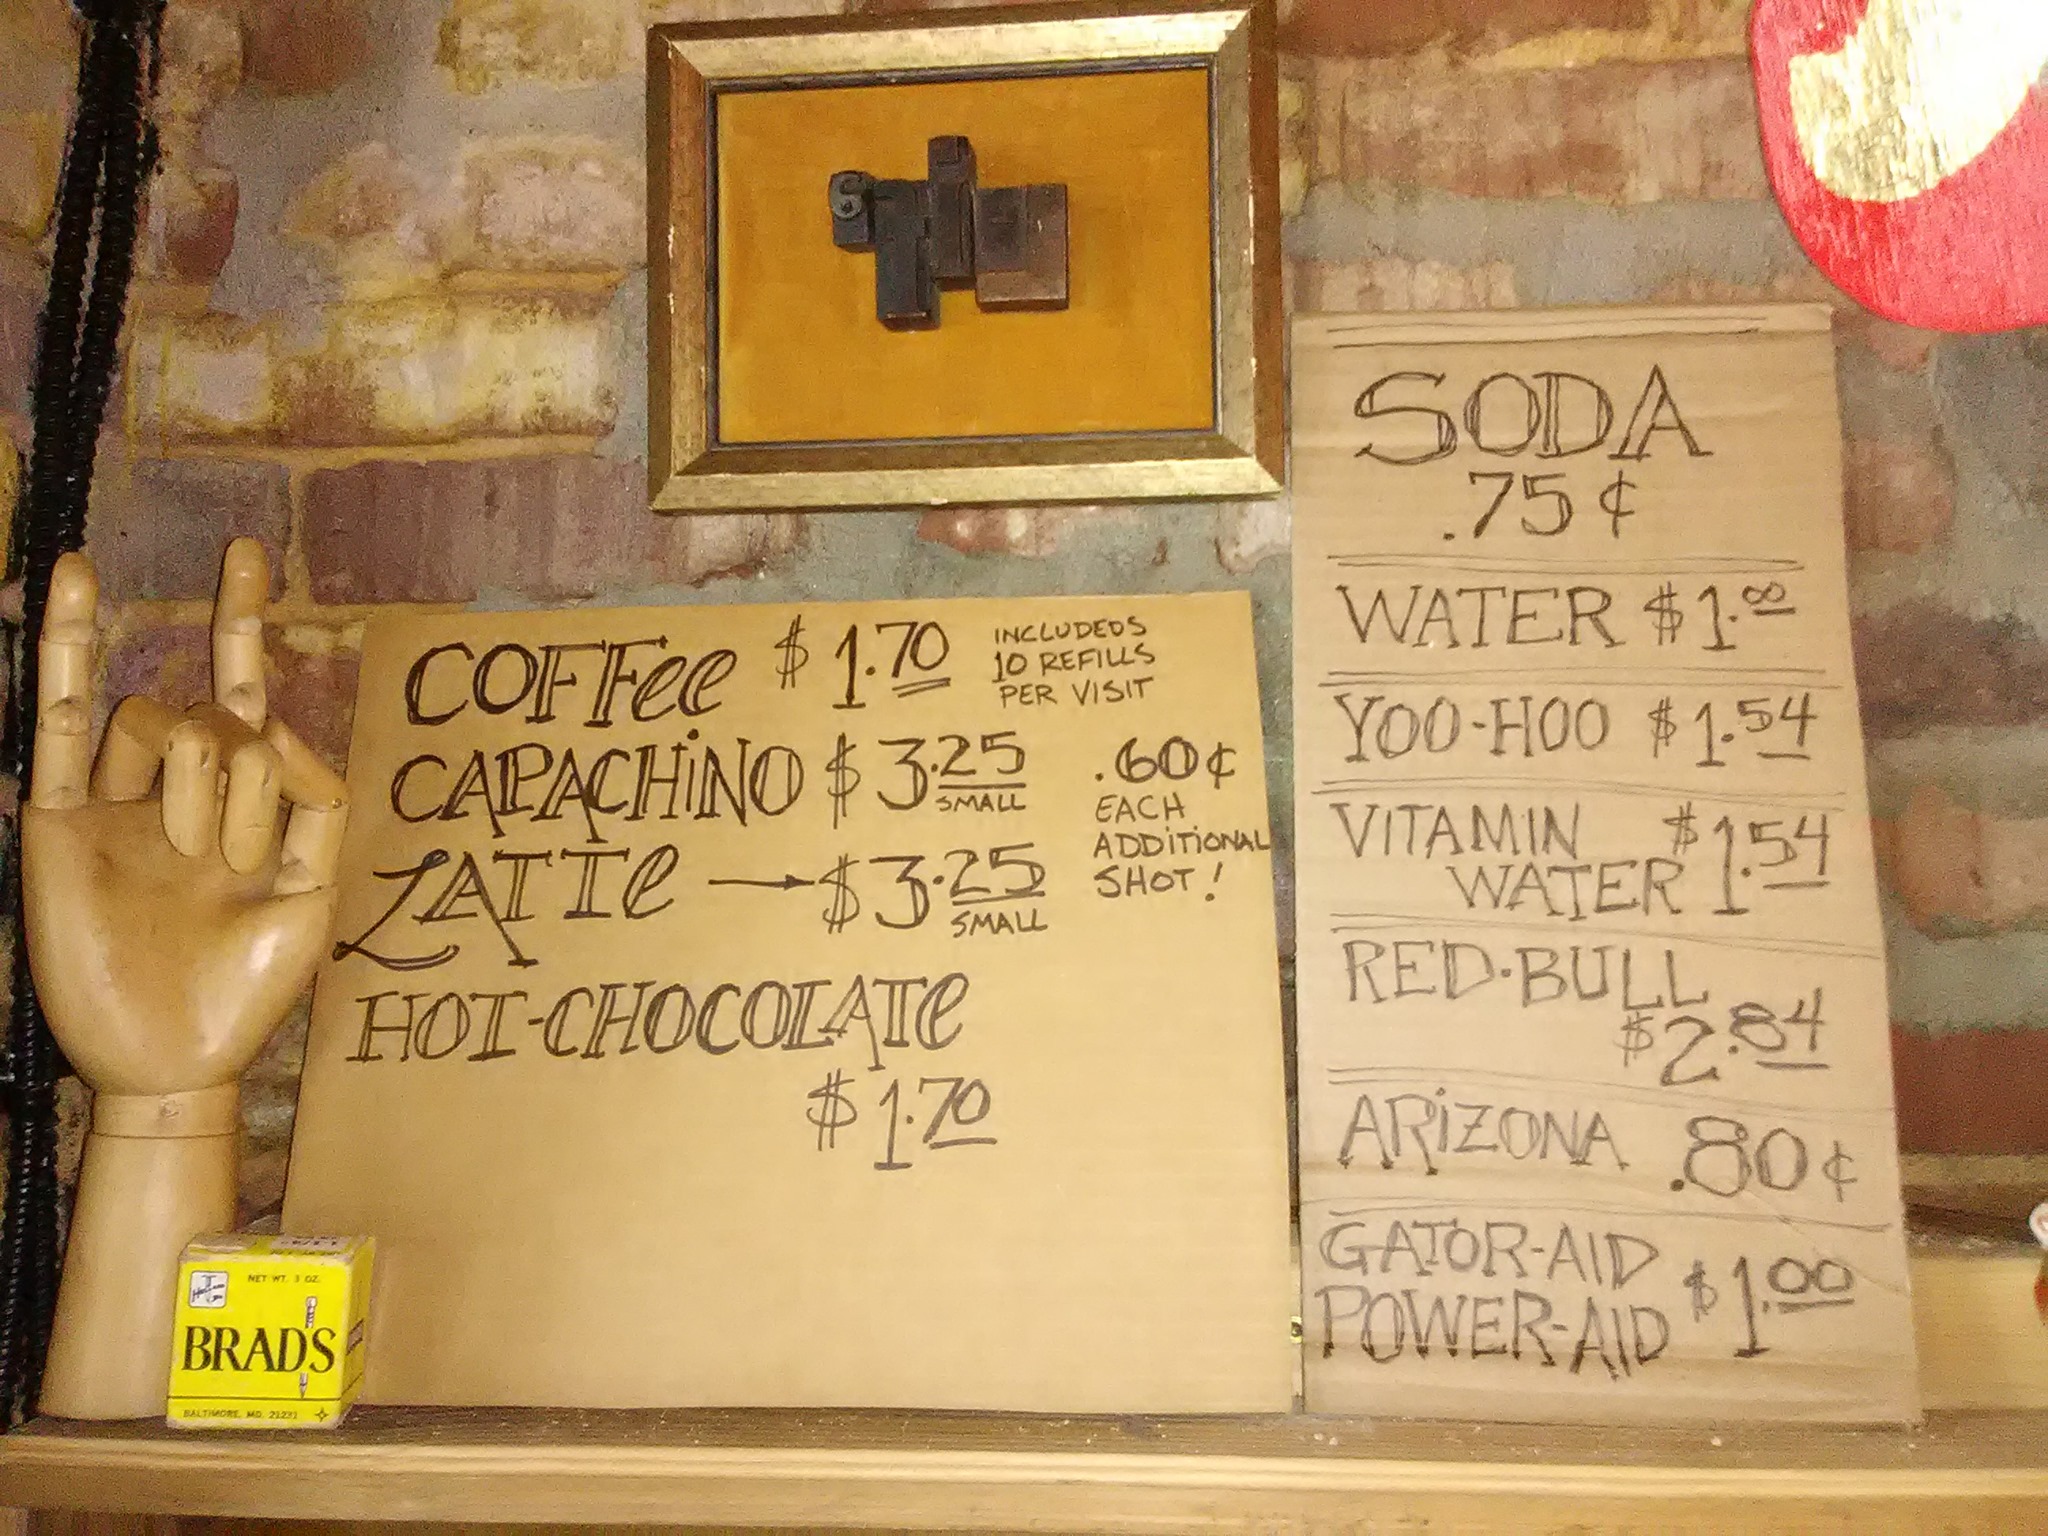 COFFee $1.70 INCLUDEDS
10 REFILLS
PER VISIT
CAPACHiNO $3.25
SMALL
LATTe $3.25
SMALL
.60¢
EACH
ADDiTiONAL
SHOT!
HOT-CHOCOLATe
$1.70
SODA
.75¢
WATER $1.00
YOO-HOO $1.54
VITAMIN
WATER $1.54
RED·BULL
$2.84
ARiZONA .80¢
GATOR-AID
POWER-AID $1.00
NET WT. 3 OZ.
BRAD'S
BALTIMORE, MD. 21231